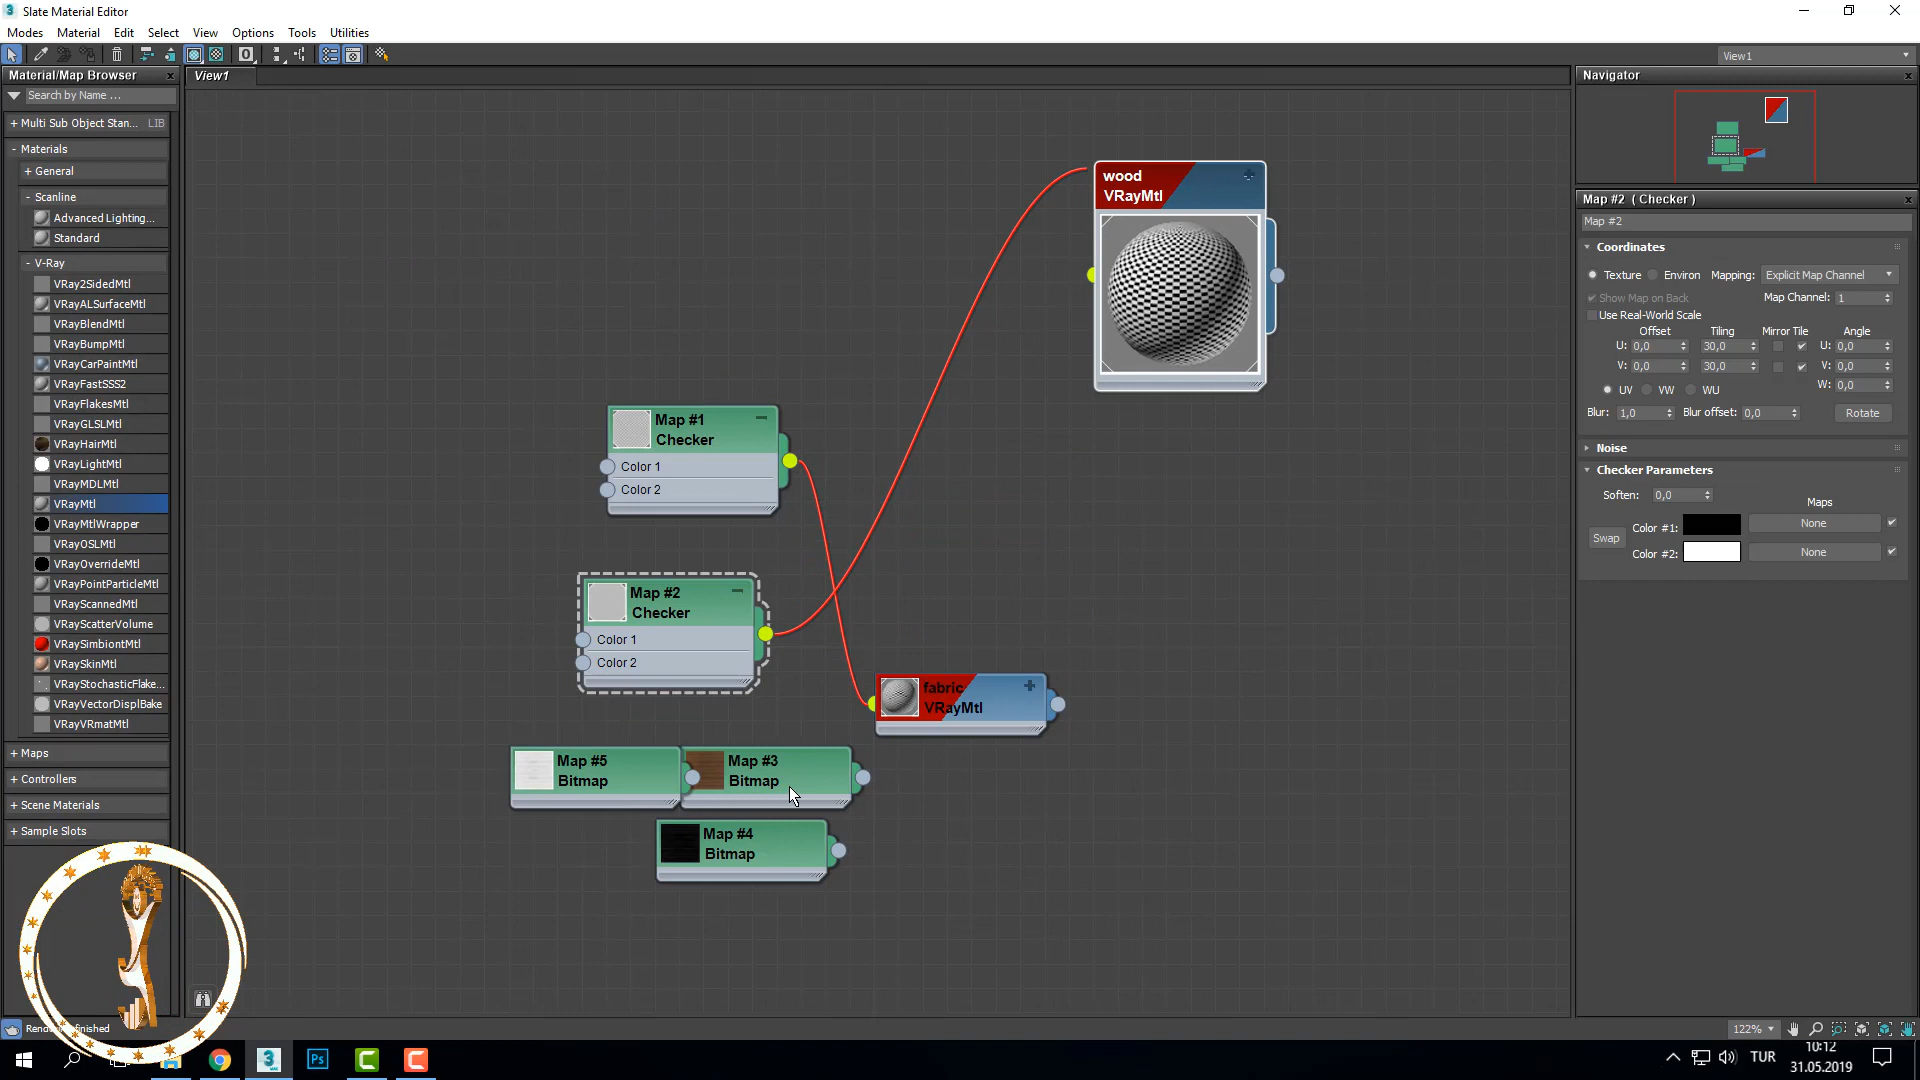 Slate Material Editor
Modes Material Edit Select View Options Tools Utilities
View1
Material/Map Browser
View1
Search by Name ...
+ Multi Sub Object Stan... LIB
- Materials
+ General
- Scanline
Advanced Lighting...
Standard
- V-Ray
VRay2SidedMtl
VRayALSurfaceMtl
VRayBlendMtl
VRayBumpMtl
VRayCarPaintMtl
VRayFastSSS2
VRayFlakesMtl
VRayGLSLMtl
VRayHairMtl
VRayLightMtl
VRayMDLMtl
VRayMtl
VRayMtlWrapper
VRayOSLMtl
VRayOverrideMtl
VRayPointParticleMtl
VRayScannedMtl
VRayScatterVolume
VRaySimbiontMtl
VRaySkinMtl
VRayStochasticFlake...
VRayVectorDisplBake
VRayVRmatMtl
+ Maps
+ Controllers
+ Scene Materials
+ Sample Slots
wood
VRayMtl
Map #1
Checker
Color 1
Color 2
Map #2
Checker
Color 1
Color 2
fabric
VRayMtl
Map #5
Bitmap
Map #3
Bitmap
Map #4
Bitmap
Navigator
Map #2 ( Checker )
Map #2
Coordinates
Texture Environ Mapping: Explicit Map Channel
Show Map on Back Map Channel: 1
Use Real-World Scale
Offset Tiling Mirror Tile Angle
U: 0,0 30,0 U: 0,0
V: 0,0 30,0 V: 0,0
UV VW WU W: 0,0
Blur: 1,0 Blur offset: 0,0 Rotate
Noise
Checker Parameters
Soften: 0,0
Maps
Swap
Color #1: None
Color #2: None
finished
122%
Ps
TUR
10:12
31.05.2019